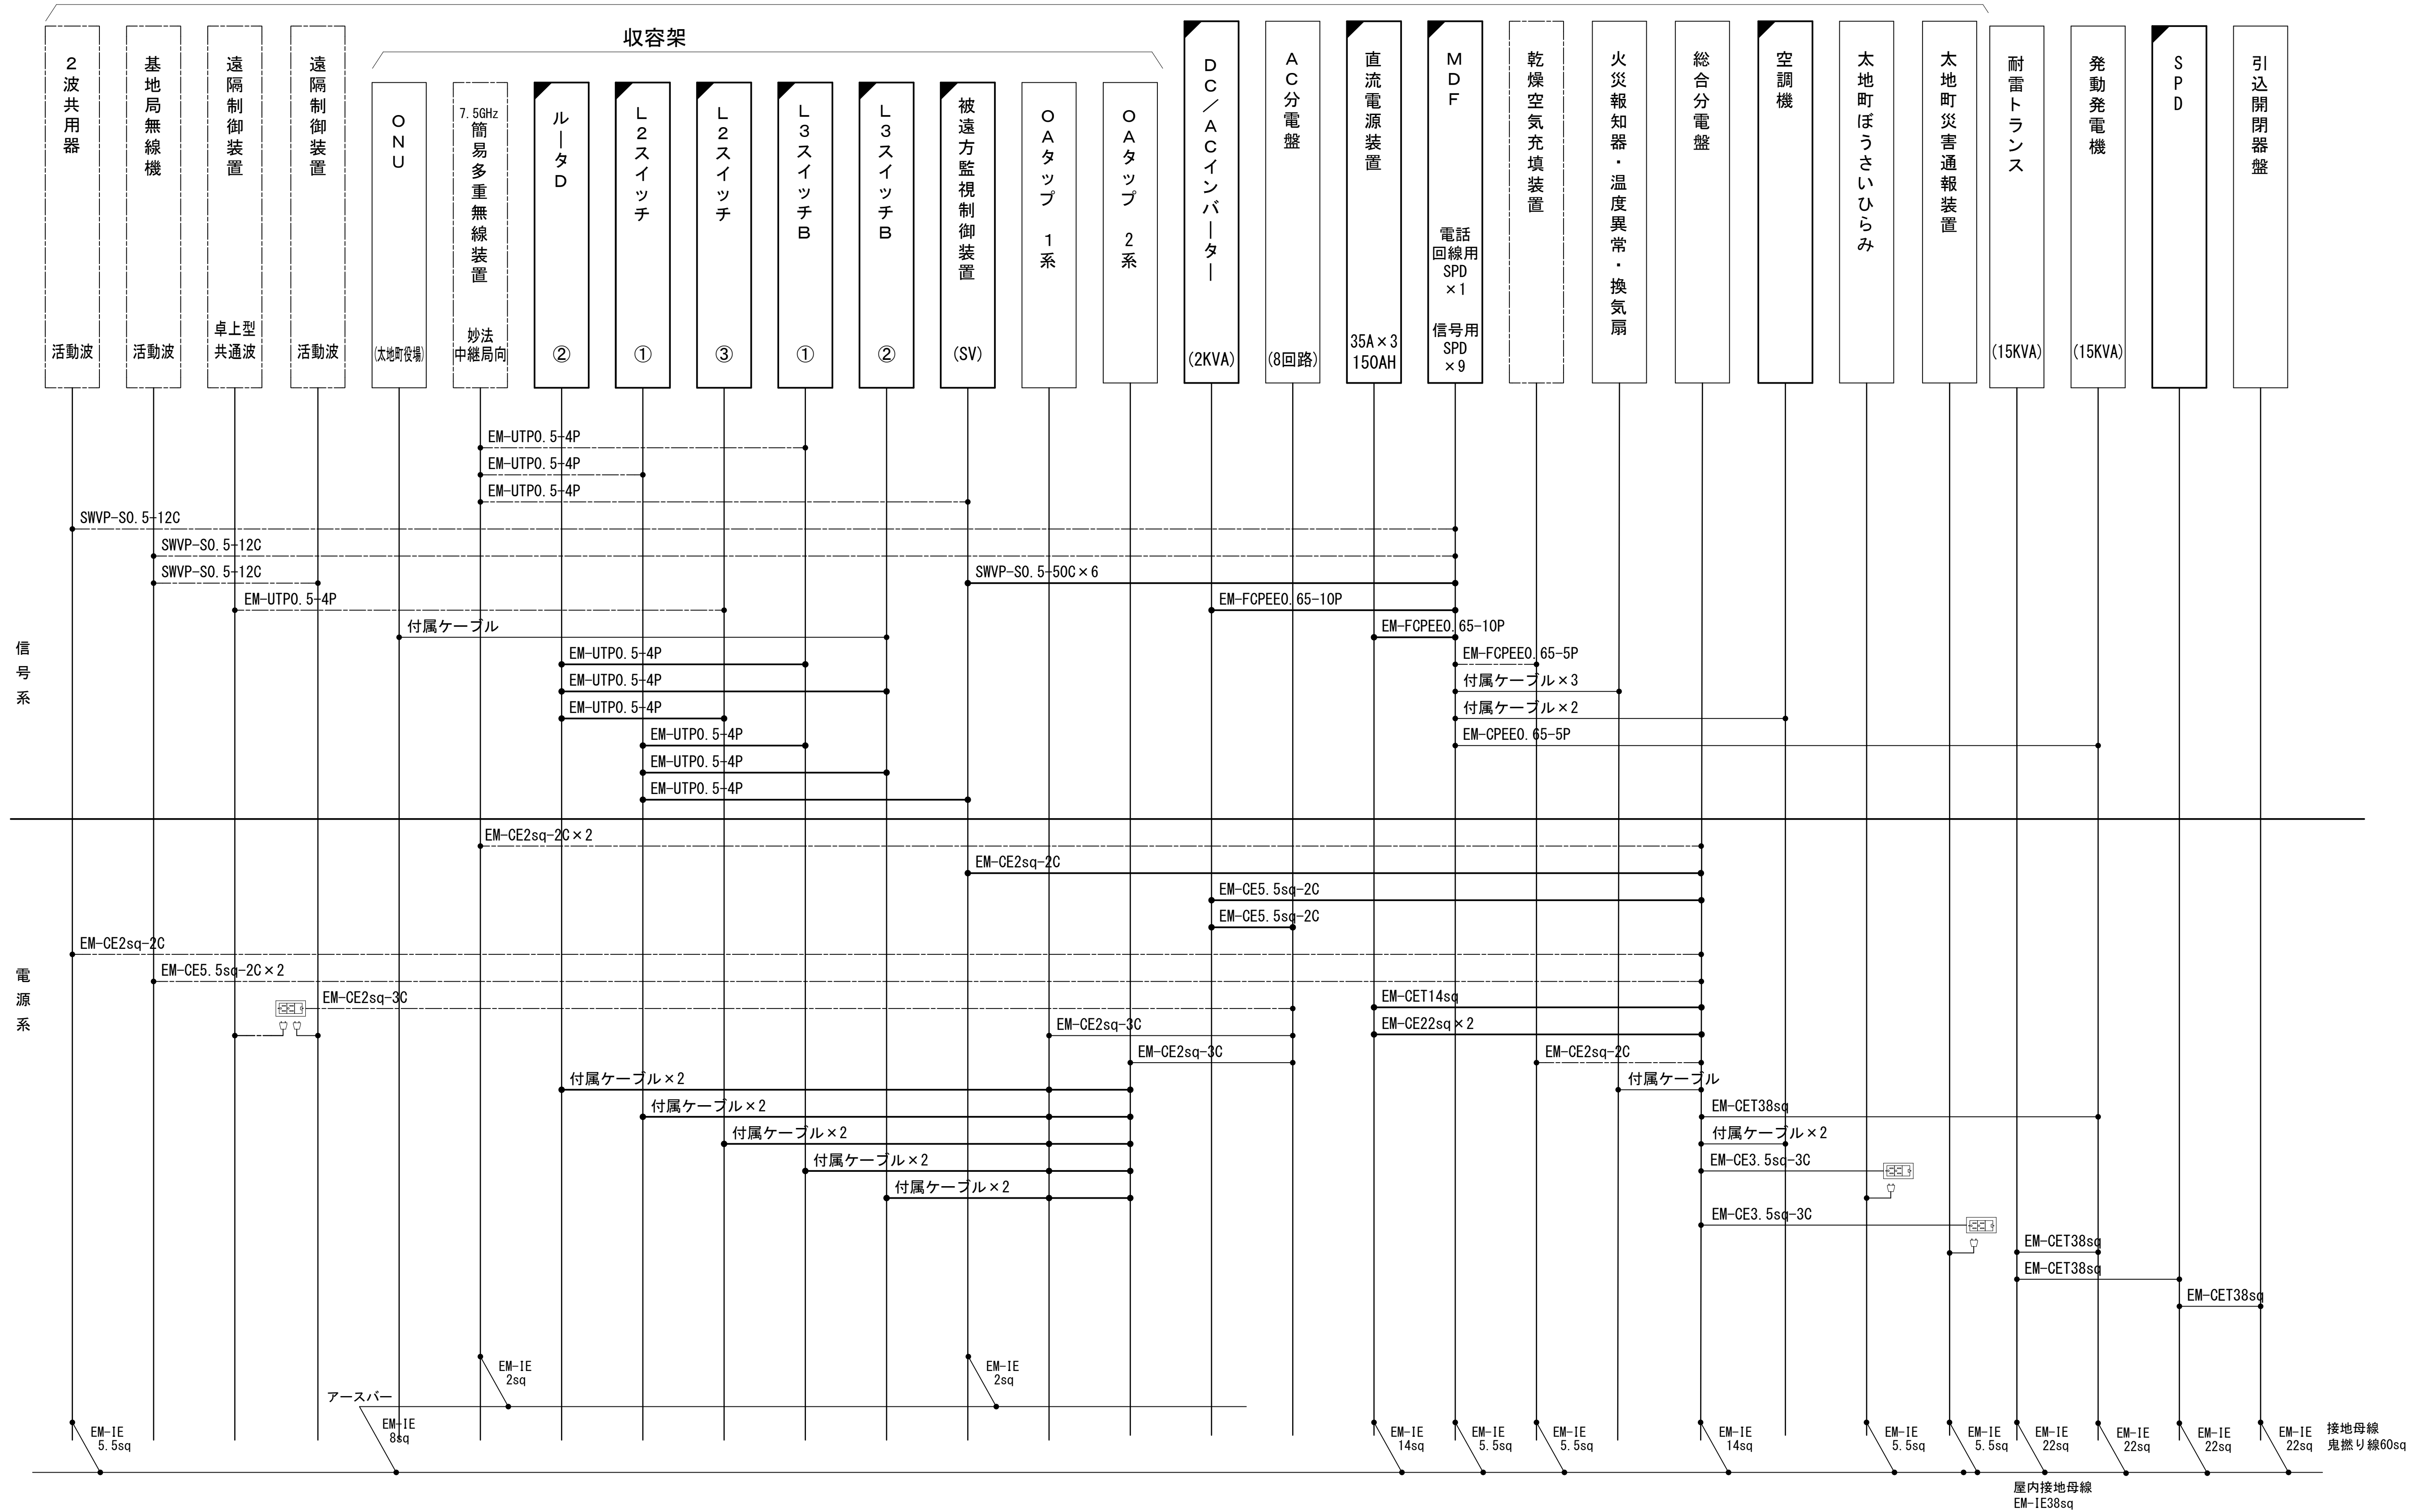 収容架
2波共用器
活動波
基地局無線機
活動波
遠隔制御装置
卓上型
共通波
遠隔制御装置
活動波
ONU
(太地町役場)
7.5GHz
簡易多重無線装置
妙法
中継局向
ルータD
②
L2スイッチ
①
L2スイッチ
③
L3スイッチB
①
L3スイッチB
②
被遠方監視制御装置
(SV)
OAタップ 1系
OAタップ 2系
DC/ACインバーター
(2KVA)
AC分電盤
(8回路)
直流電源装置
35A×3
150AH
MDF
電話
回線用
SPD
×1
信号用
SPD
×9
乾燥空気充填装置
火災報知器・温度異常・換気扇
総合分電盤
空調機
太地町ぼうさいひらみ
太地町災害通報装置
耐雷トランス
(15KVA)
発動発電機
(15KVA)
SPD
引込開閉器盤
信号系
EM-UTP0.5-4P
EM-UTP0.5-4P
EM-UTP0.5-4P
SWVP-S0.5-12C
SWVP-S0.5-12C
SWVP-S0.5-12C
SWVP-S0.5-50C×6
EM-UTP0.5-4P
EM-FCPEE0.65-10P
付属ケーブル
EM-FCPEE0.65-10P
EM-UTP0.5-4P
EM-FCPEE0.65-5P
EM-UTP0.5-4P
付属ケーブル×3
EM-UTP0.5-4P
付属ケーブル×2
EM-UTP0.5-4P
EM-CPEE0.65-5P
EM-UTP0.5-4P
EM-UTP0.5-4P
電源系
EM-CE2sq-2C×2
EM-CE2sq-2C
EM-CE5.5sq-2C
EM-CE5.5sq-2C
EM-CE2sq-2C
EM-CE5.5sq-2C×2
EM-CE2sq-3C
EM-CET14sq
EM-CE2sq-3C
EM-CE22sq×2
EM-CE2sq-3C
EM-CE2sq-2C
付属ケーブル×2
付属ケーブル
付属ケーブル×2
EM-CET38sq
付属ケーブル×2
付属ケーブル×2
付属ケーブル×2
EM-CE3.5sq-3C
付属ケーブル×2
EM-CE3.5sq-3C
EM-CET38sq
EM-CET38sq
EM-CET38sq
EM-IE
2sq
EM-IE
2sq
アースバー
EM-IE
5.5sq
EM-IE
8sq
EM-IE
14sq
EM-IE
5.5sq
EM-IE
5.5sq
EM-IE
14sq
EM-IE
5.5sq
EM-IE
5.5sq
EM-IE
22sq
EM-IE
22sq
EM-IE
22sq
EM-IE
22sq
接地母線
鬼撚り線60sq
屋内接地母線
EM-IE38sq